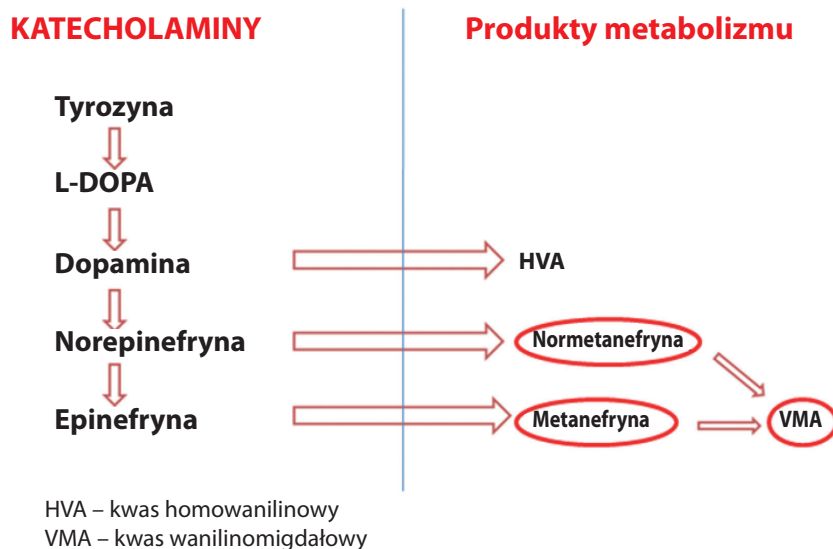 KATECHOLAMINY
Produkty metabolizmu
Tyrozyna
L-DOPA
Dopamina
HVA
Norepinefryna
Normetanefryna
Epinefryna
Metanefryna
VMA
HVA – kwas homowanilinowy
VMA – kwas wanilinomigdałowy